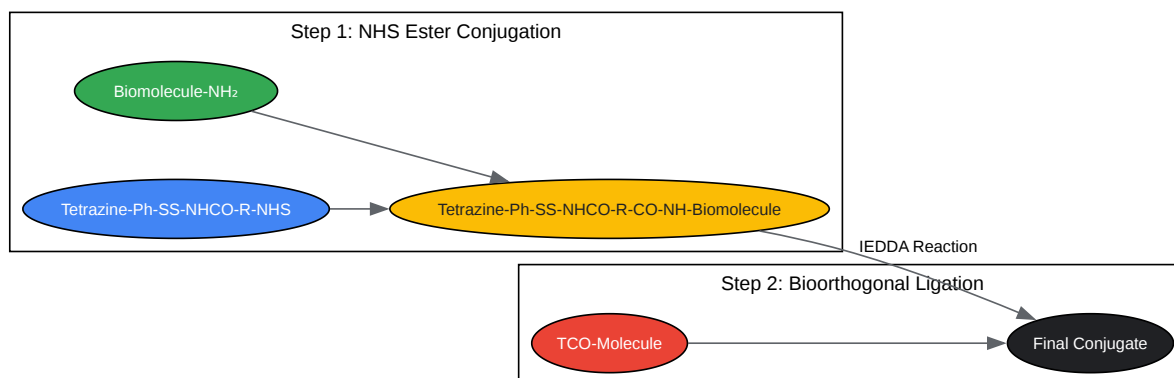 Step 1: NHS Ester Conjugation
Biomolecule-NH₂
Tetrazine-Ph-SS-NHCO-R-NHS
Tetrazine-Ph-SS-NHCO-R-CO-NH-Biomolecule
IEDDA Reaction
Step 2: Bioorthogonal Ligation
TCO-Molecule
Final Conjugate